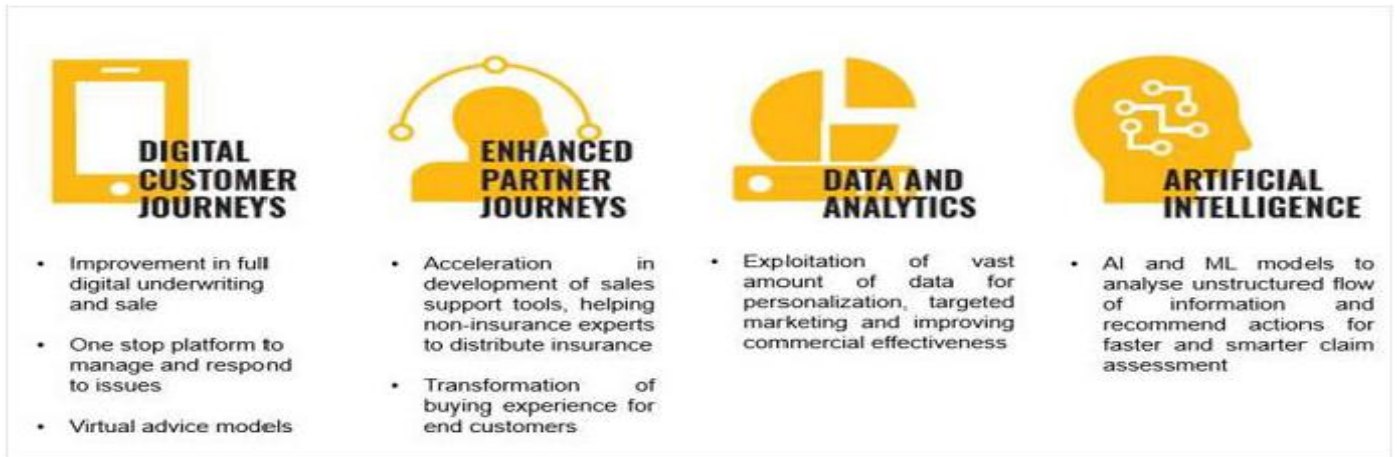 DIGITAL
CUSTOMER
JOURNEYS
• Improvement in full
digital underwriting
and sale
• One stop platform to
manage and respond
to issues
• Virtual advice models
ENHANCED
PARTNER
JOURNEYS
• Acceleration in
development of sales
support tools, helping
non-insurance experts
to distribute insurance
• Transformation of
buying experience for
end customers
DATA AND
ANALYTICS
• Exploitation of vast
amount of data for
personalization, targeted
marketing and improving
commercial effectiveness
ARTIFICIAL
INTELLIGENCE
• AI and ML models to
analyse unstructured flow
of information and
recommend actions for
faster and smarter claim
assessment